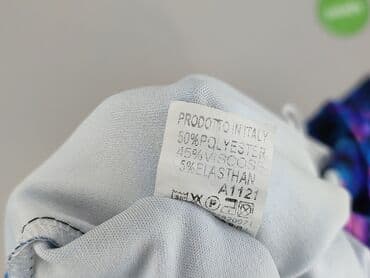 PRODOTTO IN ITALY
50% POLYESTER
45% VISCOSE
5% ELASTHAN
A1121